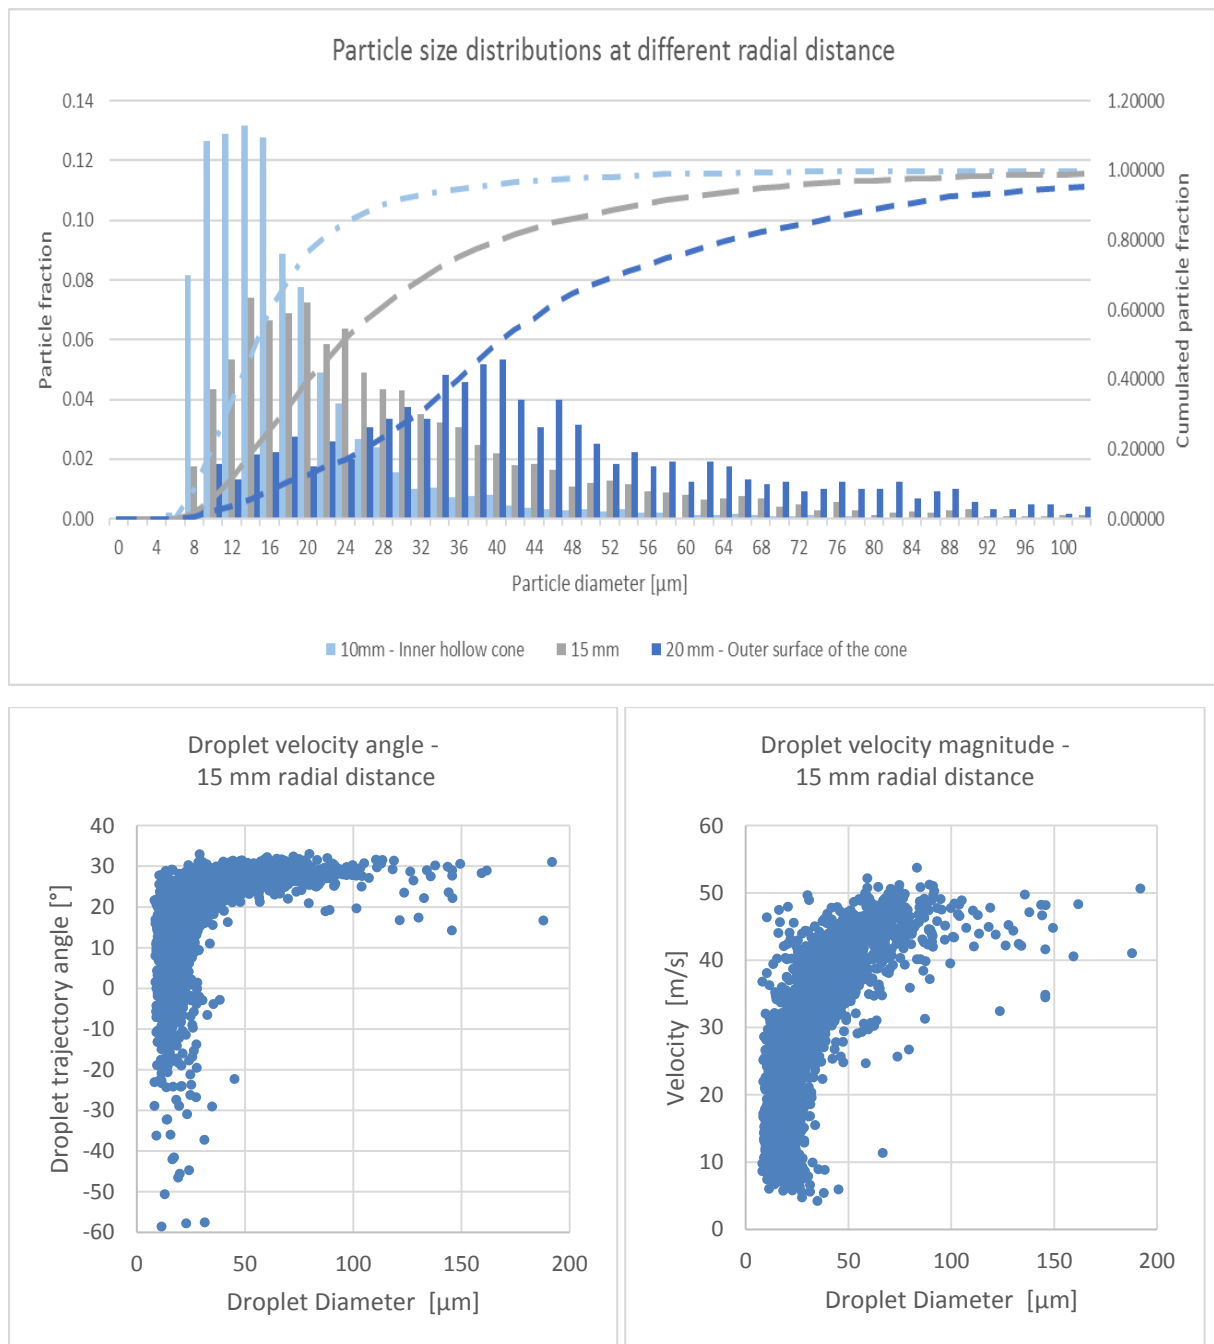 Particle size distributions at different radial distance
Particle fraction
0.14
0.12
0.10
0.08
0.06
0.04
0.02
0.00
1.20000
1.00000
0.80000
0.60000
0.40000
0.20000
0.00000
Cumulated particle fraction
0 4 8 12 16 20 24 28 32 36 40 44 48 52 56 60 64 68 72 76 80 84 88 92 96 100
Particle diameter [µm]
10mm - Inner hollow cone 15 mm 20 mm - Outer surface of the cone
Droplet velocity angle -
15 mm radial distance
Droplet trajectory angle [°]
40
30
20
10
0
-10
-20
-30
-40
-50
-60
0 50 100 150 200
Droplet Diameter [µm]
Droplet velocity magnitude -
15 mm radial distance
Velocity [m/s]
60
50
40
30
20
10
0
0 50 100 150 200
Droplet Diameter [µm]